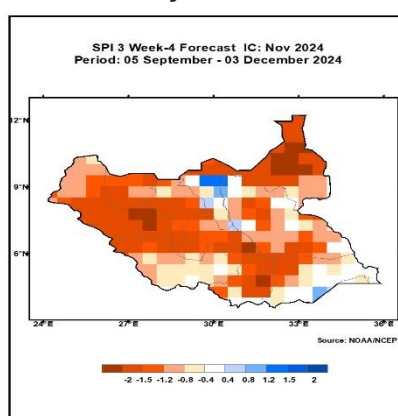 SPI 3 Week-4 Forecast IC: Nov 2024
Period: 05 September - 03 December 2024
12°N
9°N
6°N
24°E 27°E 30°E 33°E 36°E
Source: NOAA/NCEP
-2 -1.5 -1.2 -0.8 -0.4 0.4 0.8 1.2 1.5 2